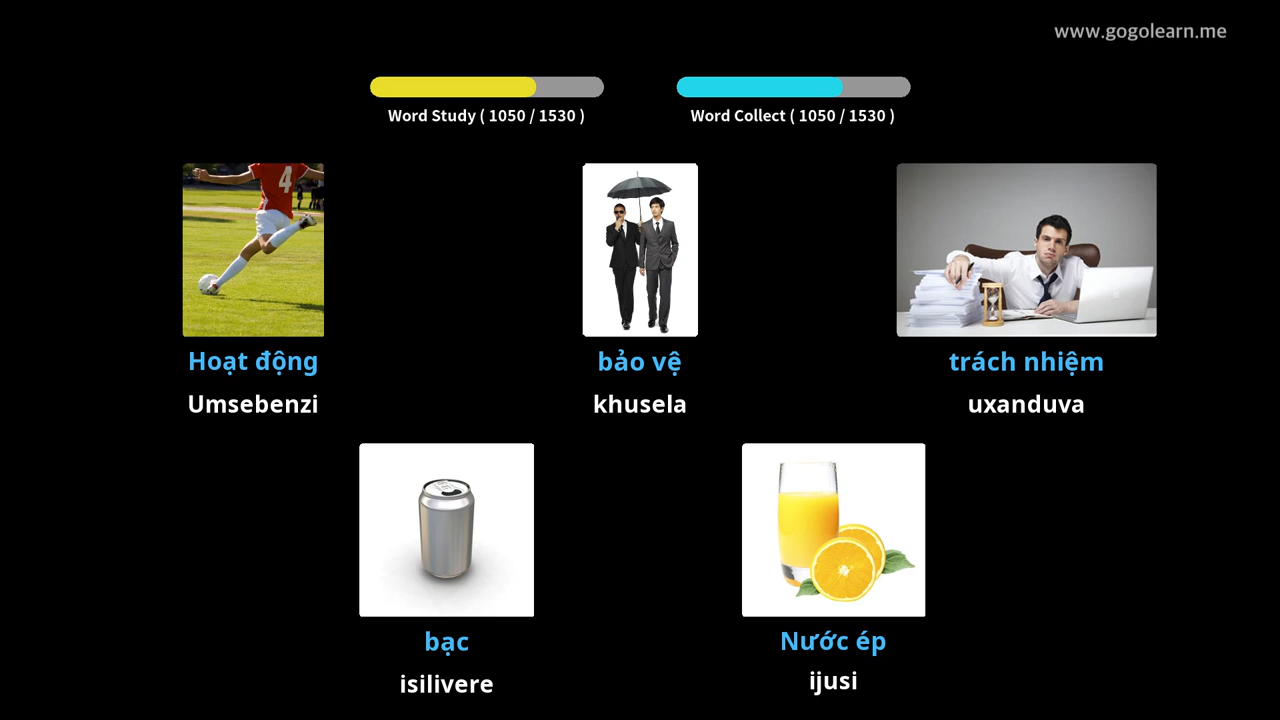 www.gogolearn.me
Word Study ( 1050 / 1530 )
Word Collect ( 1050 / 1530 )
4
Hoạt động
bảo vệ
trách nhiệm
Umsebenzi
khusela
uxanduva
bạc
Nước ép
isilivere
ijusi